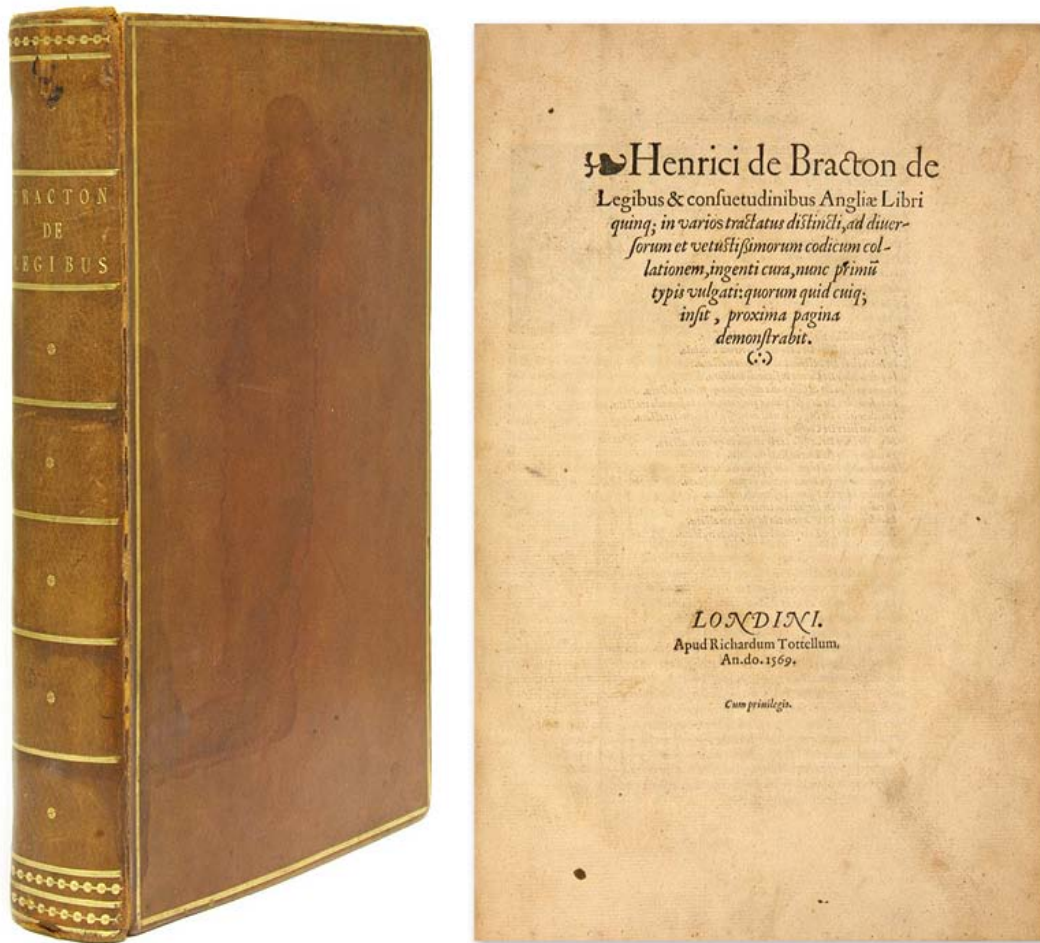 BRACTON
DE
LEGIBUS
Henrici de Bracton de
Legibus & conſuetudinibus Angliæ Libri
quinq; in varios tractatus diſtincti, ad diuer-
ſorum et vetuſtiſsimorum codicum col-
lationem, ingenti cura, nunc primū
typis vulgati: quorum quid cuiq;
inſit, proxima pagina
demonſtrabit.
(∴)
LONDINI.
Apud Richardum Tottellum.
An. do. 1569.
Cum priuilegio.